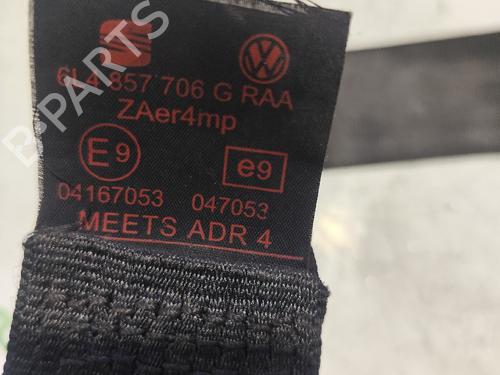 6L4 857 706 G RAA
ZAer4mp
E9 e9
04167053 047053
MEETS ADR 4
B-PARTS